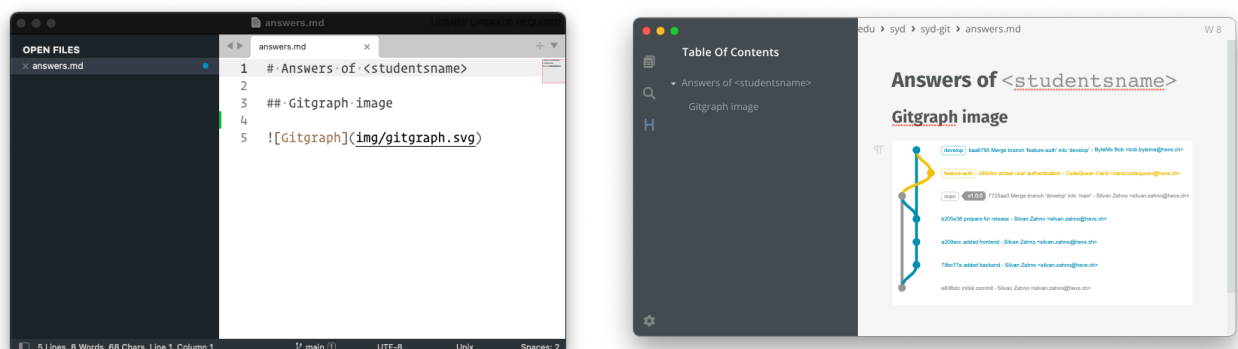 answers.md
LICENSE UPGRADE REQUIRED
OPEN FILES
× answers.md
answers.md ×
1 # Answers of <studentsname>
2
3 ## Gitgraph image
4
5 ![Gitgraph](img/gitgraph.svg)
5 Lines, 8 Words, 68 Chars, Line 1, Column 1
main 1
UTF-8
Unix
Spaces: 2
edu › syd › syd-git › answers.md
W 8
Table Of Contents
Answers of <studentsname>
Gitgraph image
H
Answers of <studentsname>
Gitgraph image
develop baa6796 Merge branch 'feature-auth' into 'develop' - ByteMe Bob <bob.byteme@hevs.ch>
feature-auth added user authentication - CodeQueen Carol <carol.codequeen@hevs.ch>
main v1.0.0 7725aa3 Merge branch 'develop' into 'main' - Silvan Zahno <silvan.zahno@hevs.ch>
b205e36 prepare for release - Silvan Zahno <silvan.zahno@hevs.ch>
added frontend - Silvan Zahno <silvan.zahno@hevs.ch>
79bc77a added backend - Silvan Zahno <silvan.zahno@hevs.ch>
initial commit - Silvan Zahno <silvan.zahno@hevs.ch>